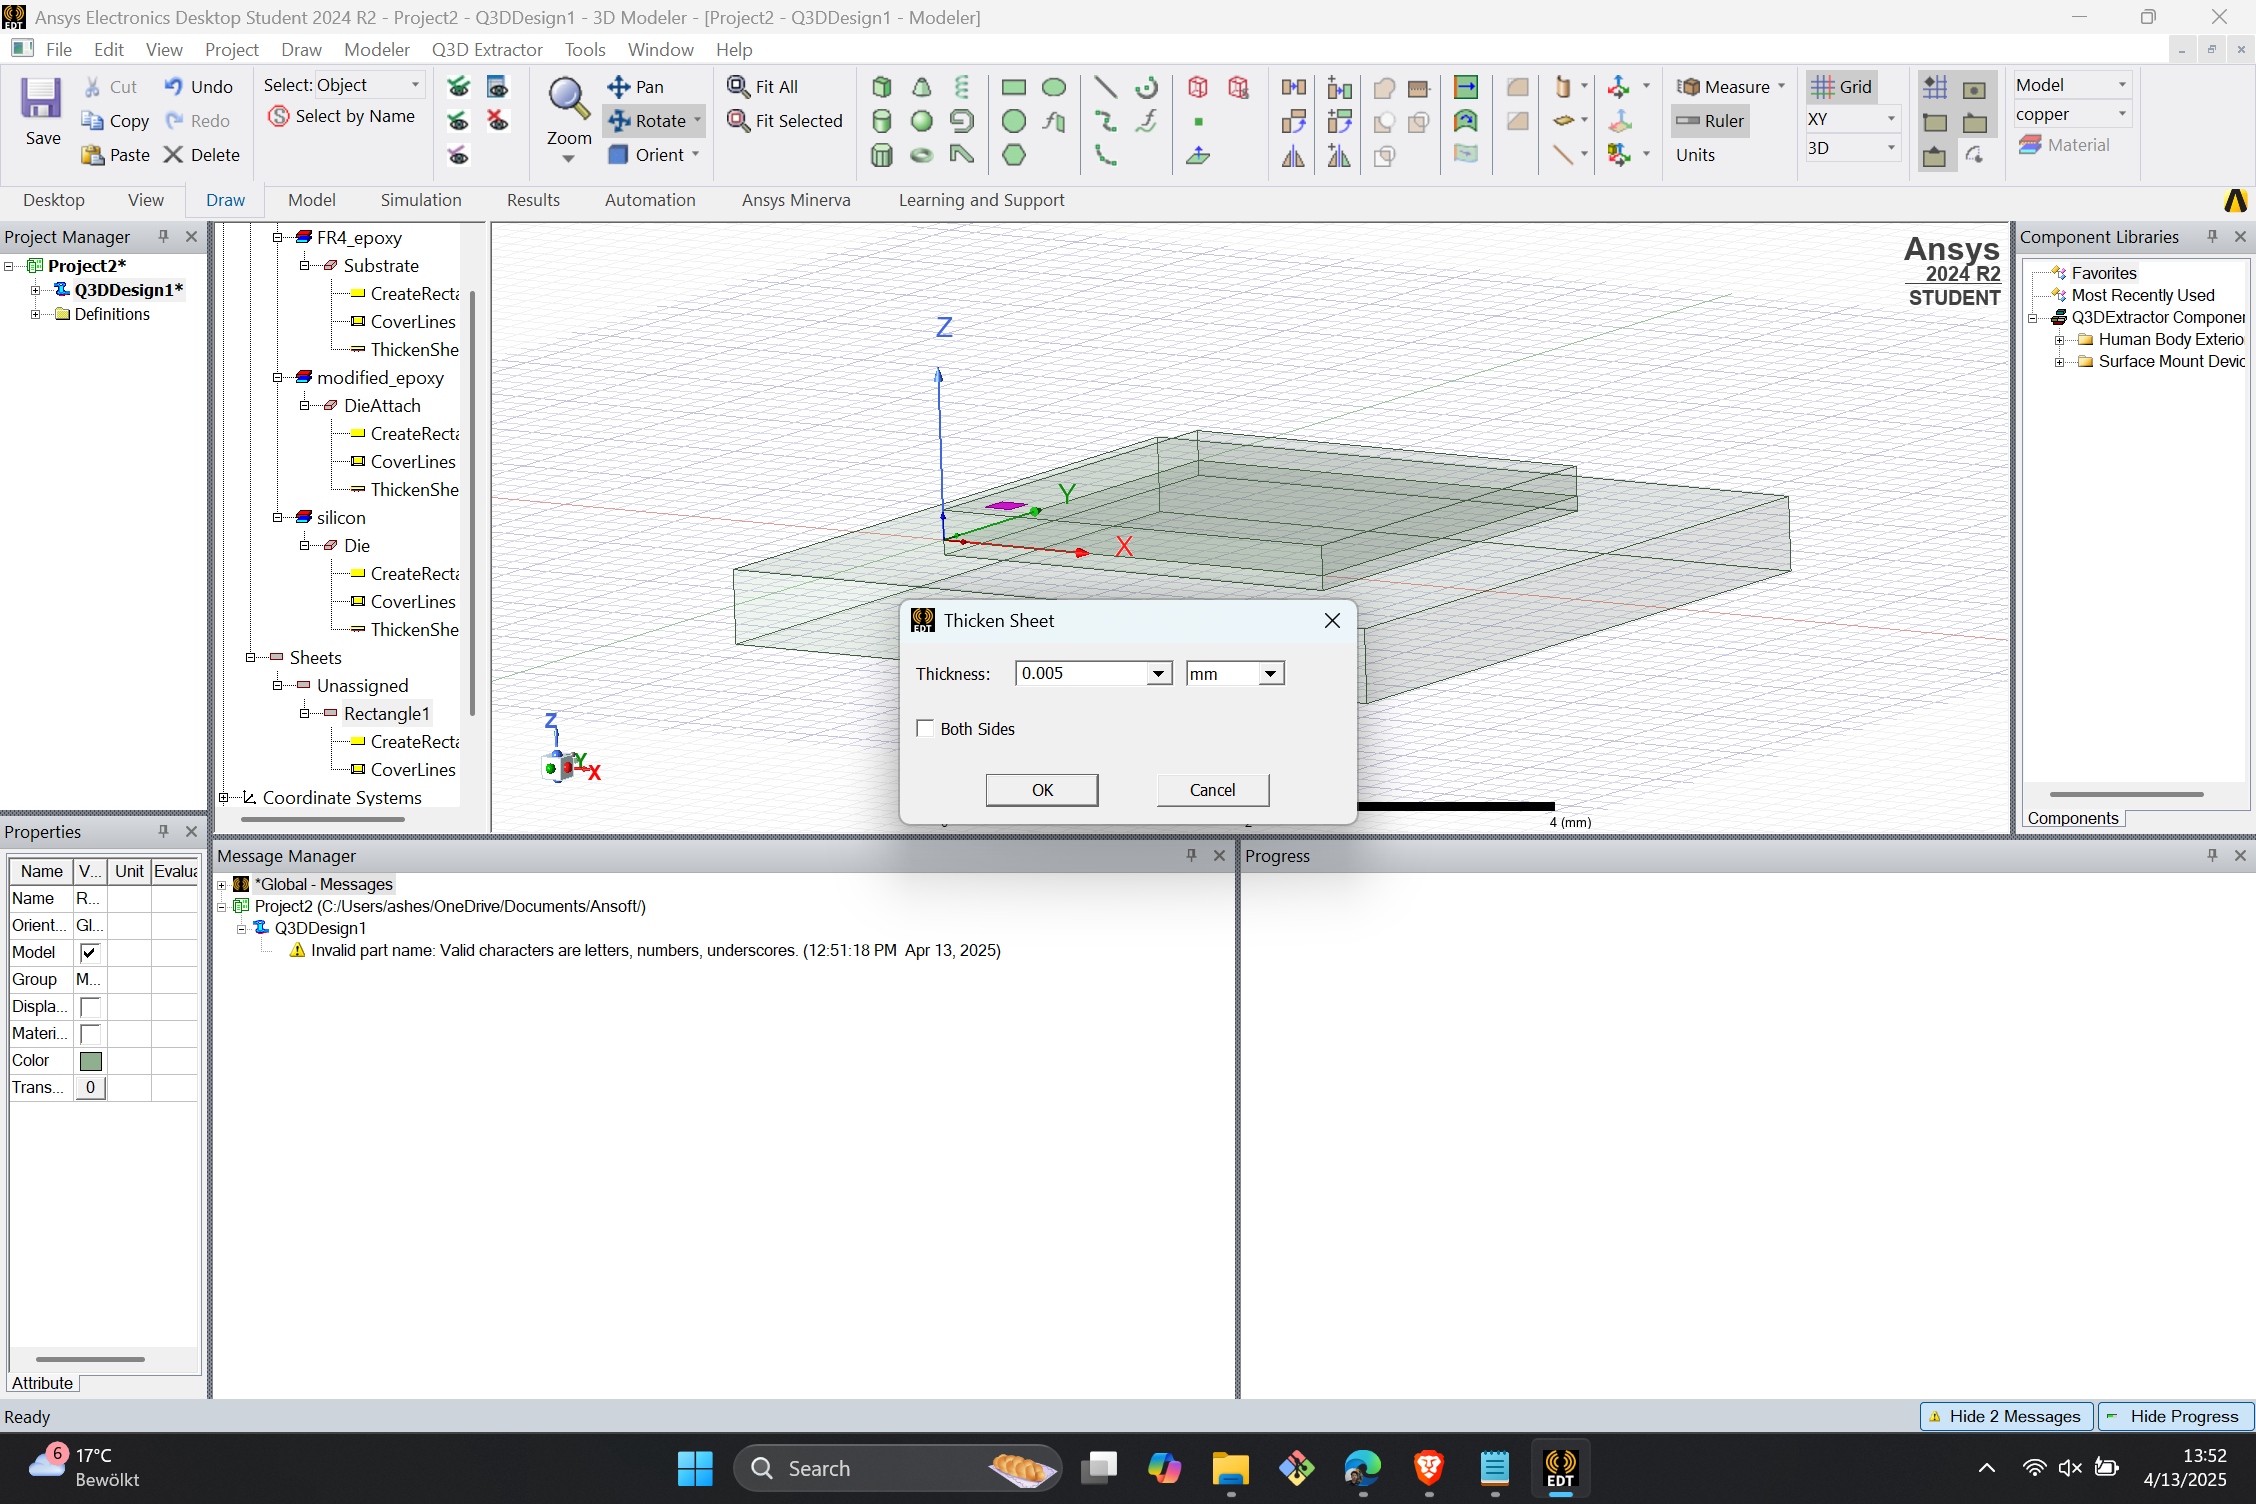 Ansys Electronics Desktop Student 2024 R2 - Project2 - Q3DDesign1 - 3D Modeler - [Project2 - Q3DDesign1 - Modeler]
File Edit View Project Draw Modeler Q3D Extractor Tools Window Help
Save
Cut Undo
Copy Redo
Paste Delete
Select: Object
Select by Name
Zoom
Pan
Rotate
Orient
Fit All
Fit Selected
Measure
Ruler
Units
Grid
XY
3D
Model
copper
Material
Desktop View Draw Model Simulation Results Automation Ansys Minerva Learning and Support
Project Manager
Project2*
Q3DDesign1*
Definitions
FR4_epoxy
Substrate
CreateRecta
CoverLines
ThickenShe
modified_epoxy
DieAttach
CreateRecta
CoverLines
ThickenShe
silicon
Die
CreateRecta
CoverLines
ThickenShe
Sheets
Unassigned
Rectangle1
CreateRecta
CoverLines
Coordinate Systems
Ansys
2024 R2
STUDENT
Z
Y
X
Z
Y
X
Thicken Sheet
EDT
Thickness: 0.005 mm
Both Sides
OK Cancel
4 (mm)
Component Libraries
Favorites
Most Recently Used
Q3DExtractor Componer
Human Body Exterio
Surface Mount Devic
Components
Properties
Name V... Unit Evalua
Name R...
Orient... Gl...
Model
Group M...
Displa...
Materi...
Color
Trans... 0
Attribute
Message Manager
*Global - Messages
Project2 (C:/Users/ashes/OneDrive/Documents/Ansoft/)
Q3DDesign1
Invalid part name: Valid characters are letters, numbers, underscores. (12:51:18 PM Apr 13, 2025)
Progress
Ready
Hide 2 Messages Hide Progress
6
17°C
Bewölkt
Search
EDT
13:52
4/13/2025